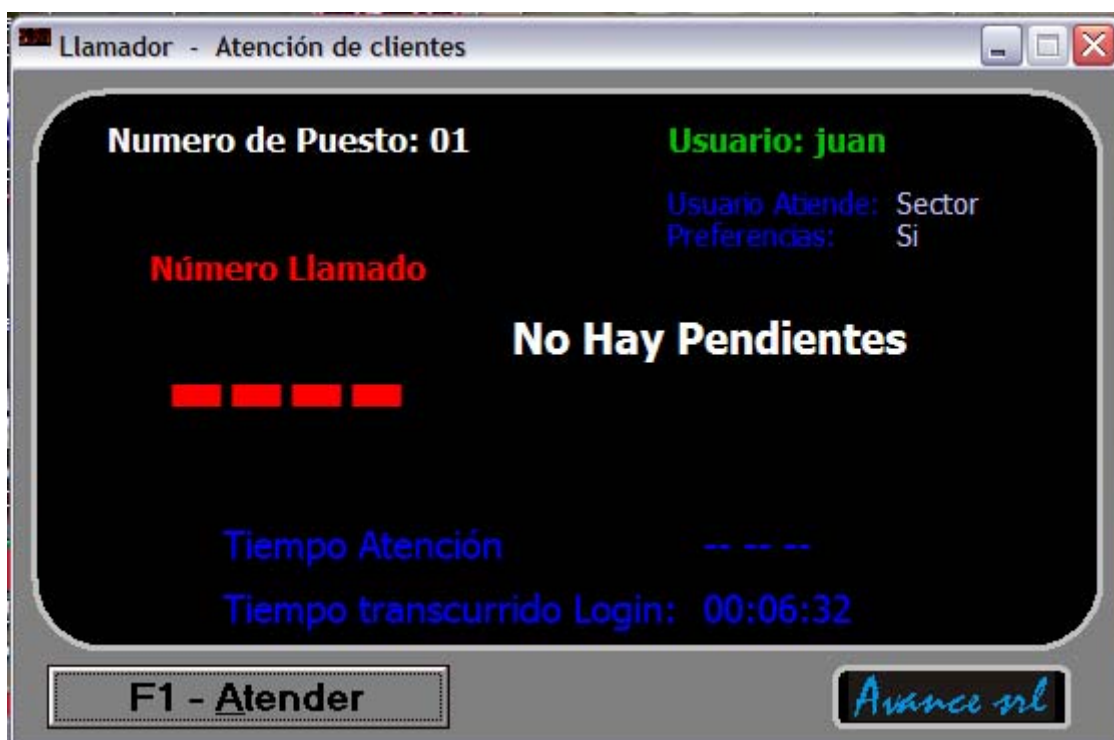 Llamador - Atención de clientes
Numero de Puesto: 01
Usuario: juan
Usuario Atiende: Sector
Preferencias: Si
Número Llamado
No Hay Pendientes
- - - -
Tiempo Atención -- -- --
Tiempo transcurrido Login: 00:06:32
F1 - Atender
Avance srl